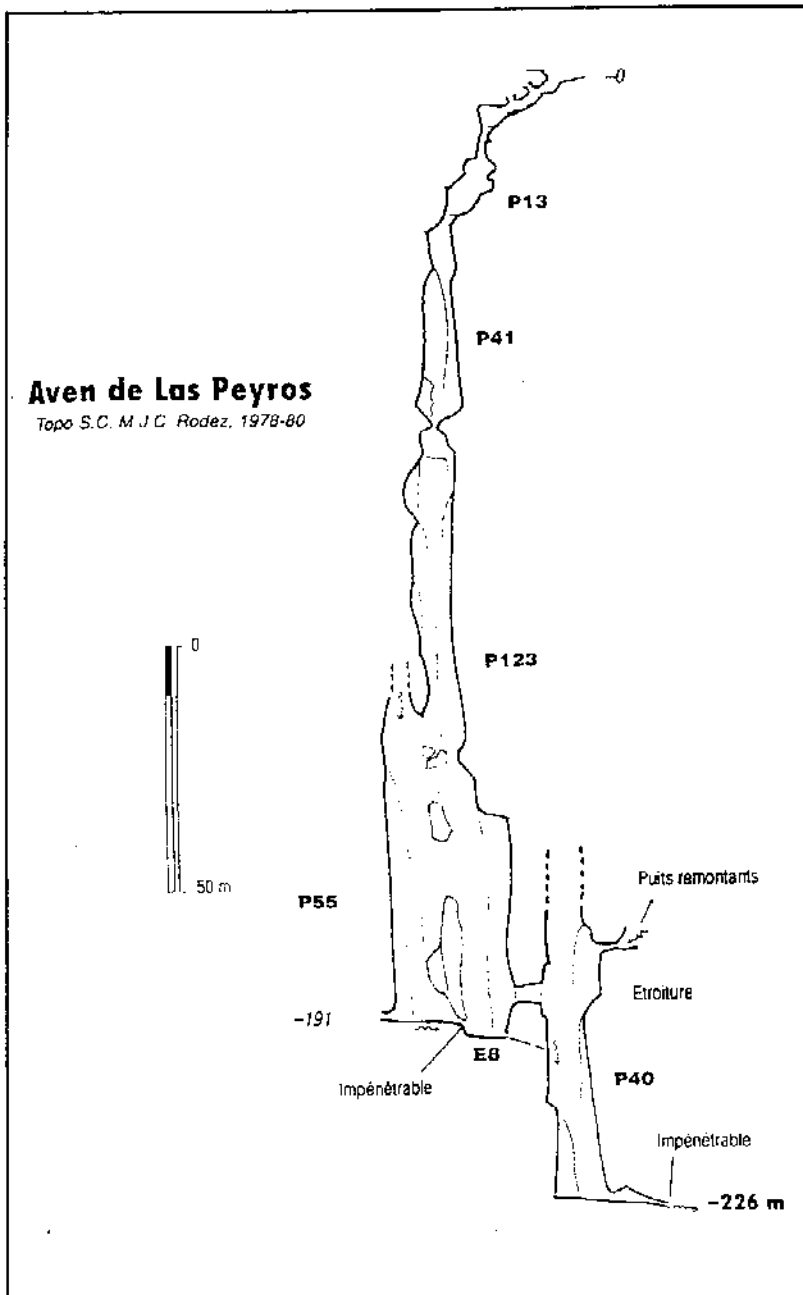 -0
P13
P41
Aven de Las Peyros
Topo S.C. M J C Rodez, 1978-80
0
P123
50 m
P55
Puits remontants
Etroiture
-191
E8
Impénétrable
P40
Impénétrable
-226 m